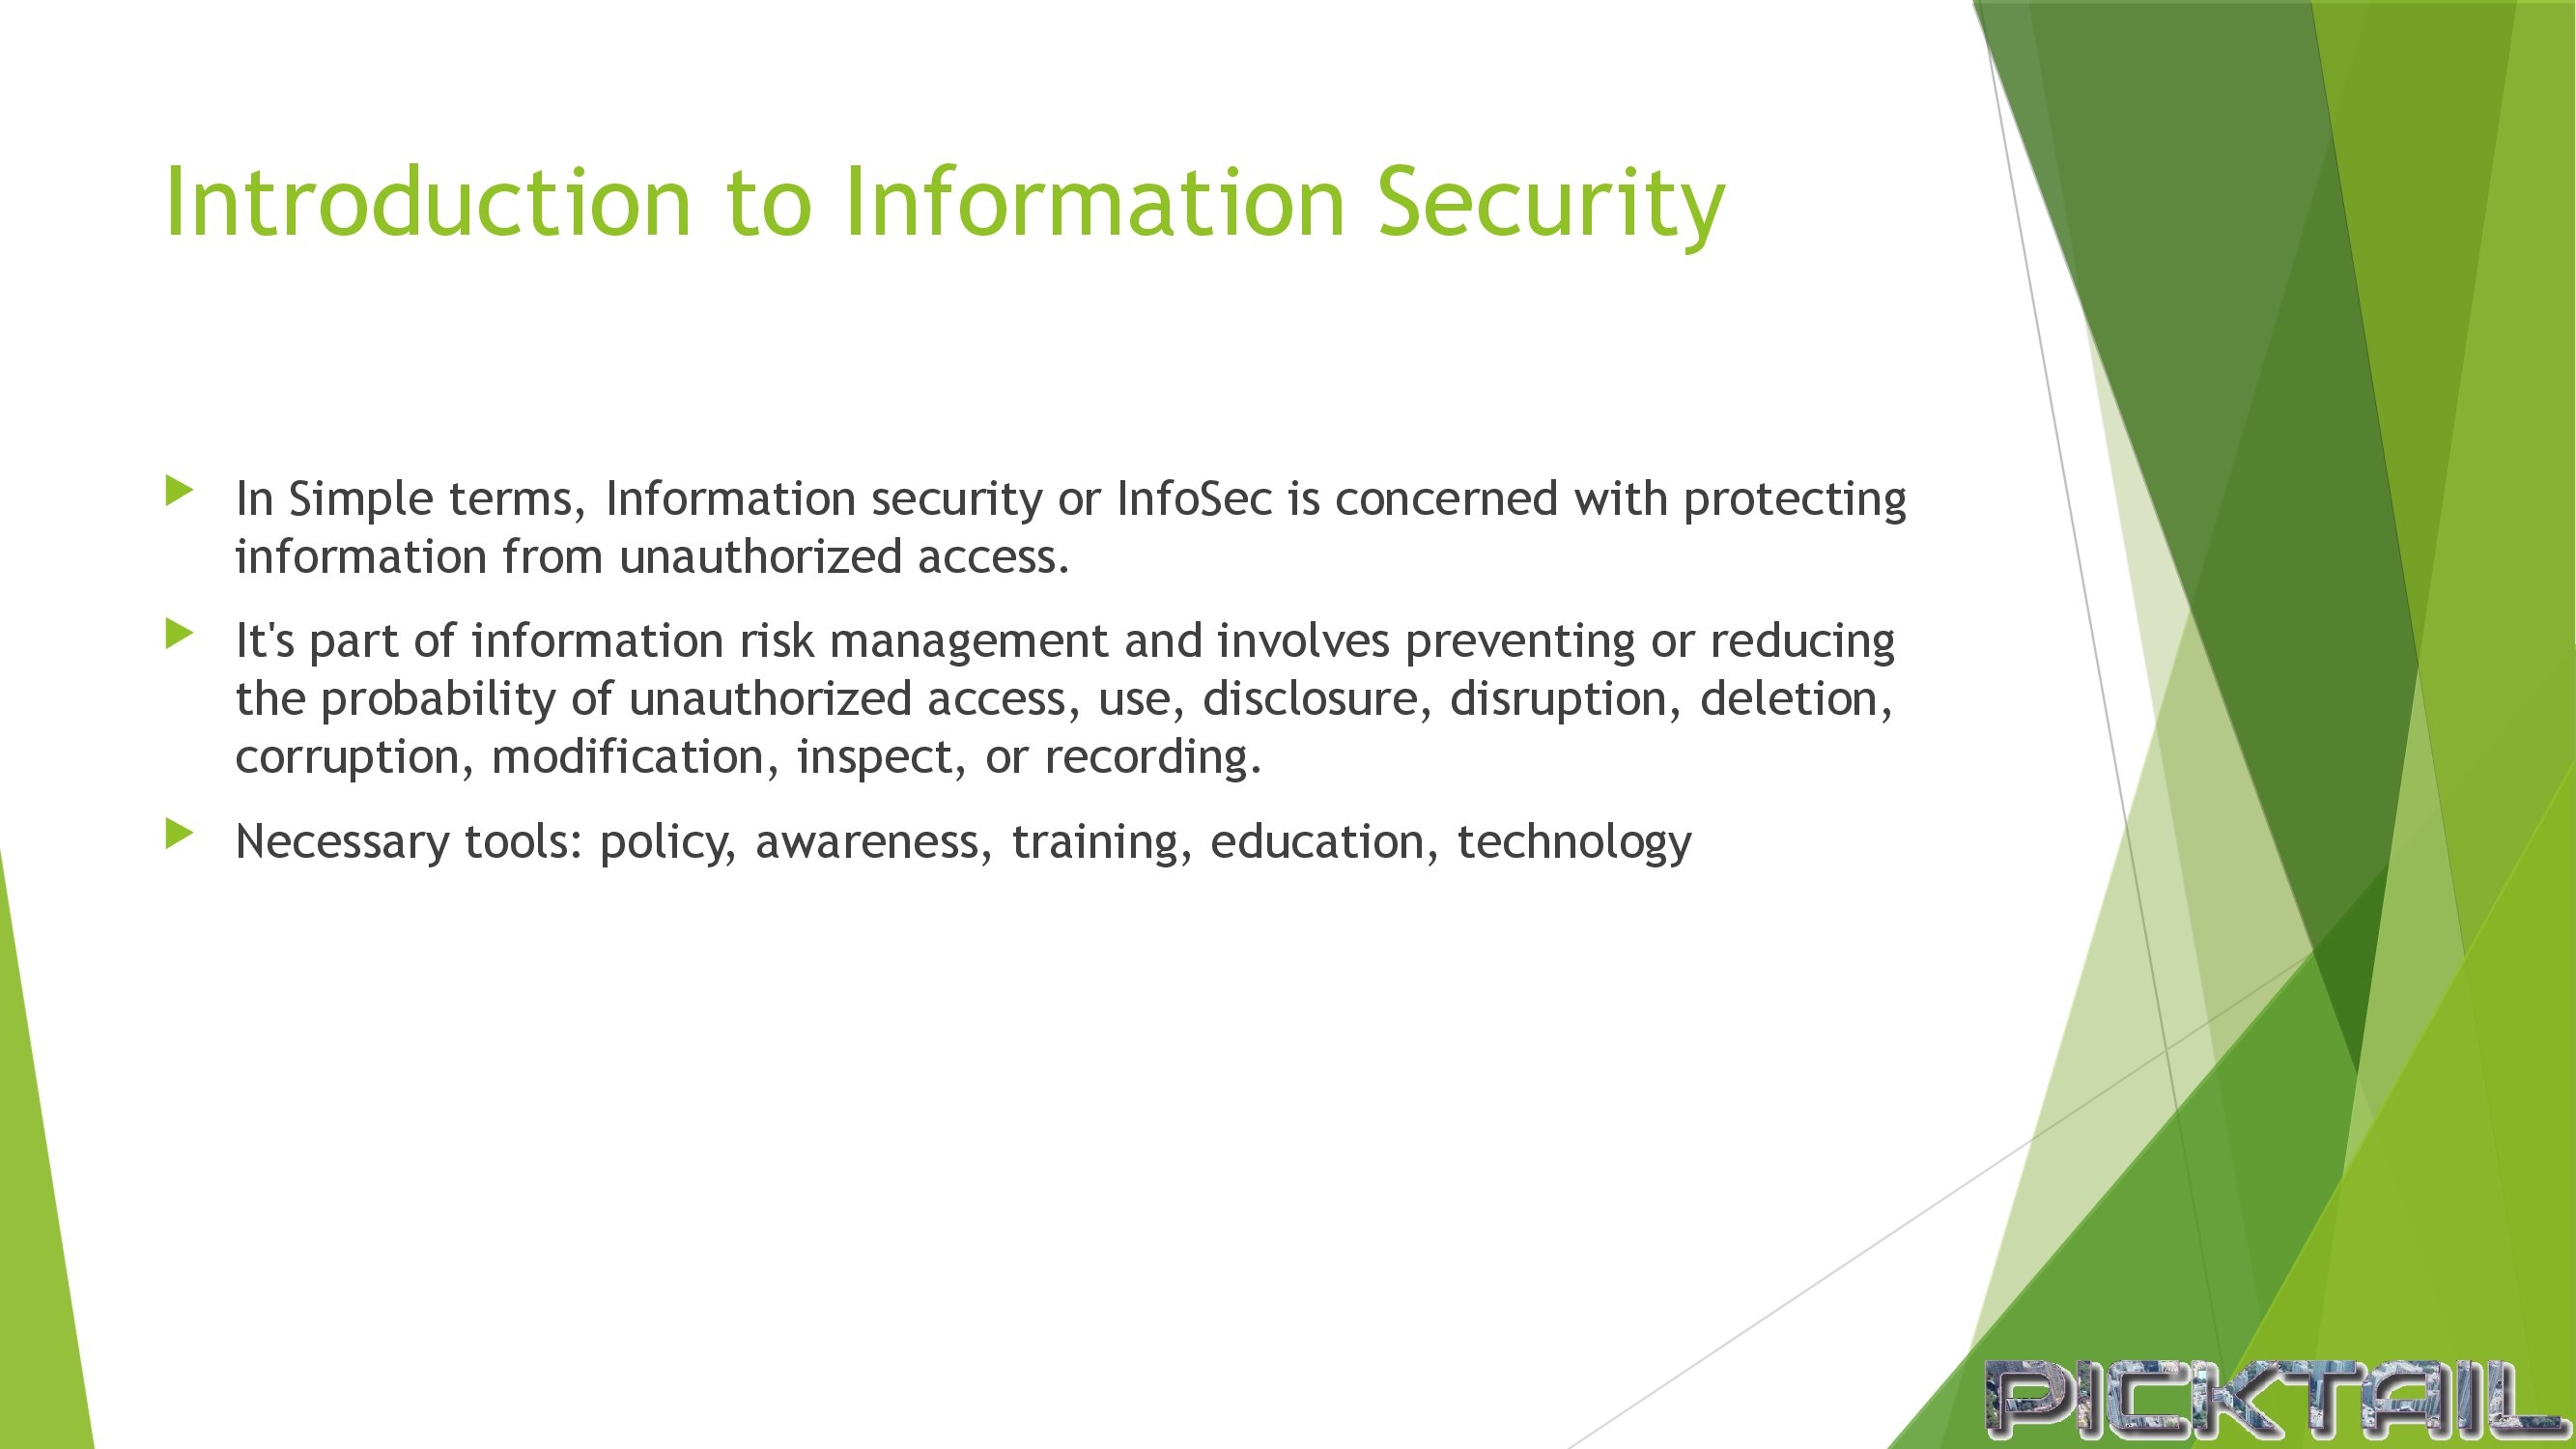 Introduction to Information Security
In Simple terms, Information security or InfoSec is concerned with protecting
information from unauthorized access.
It's part of information risk management and involves preventing or reducing
the probability of unauthorized access, use, disclosure, disruption, deletion,
corruption, modification, inspect, or recording.
Necessary tools: policy, awareness, training, education, technology
PICKTAIL